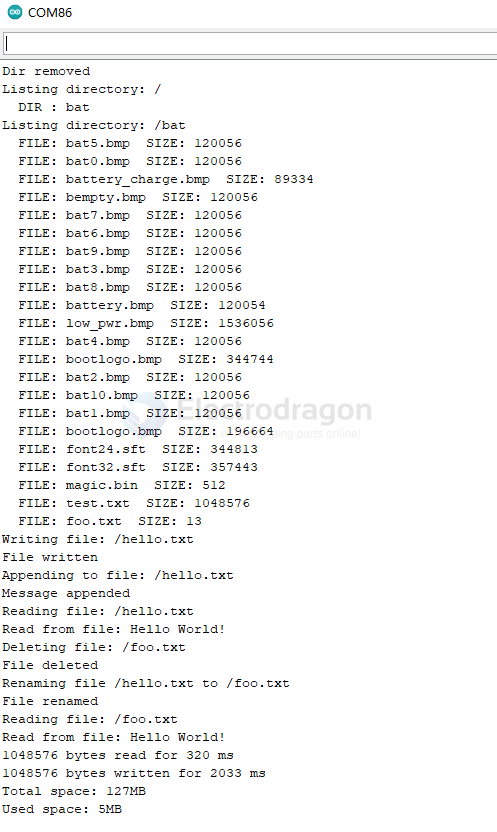 COM86
Dir removed
Listing directory: /
DIR : bat
Listing directory: /bat
FILE: bat5.bmp SIZE: 120056
FILE: bat0.bmp SIZE: 120056
FILE: battery_charge.bmp SIZE: 89334
FILE: bempty.bmp SIZE: 120056
FILE: bat7.bmp SIZE: 120056
FILE: bat6.bmp SIZE: 120056
FILE: bat9.bmp SIZE: 120056
FILE: bat3.bmp SIZE: 120056
FILE: bat8.bmp SIZE: 120056
FILE: battery.bmp SIZE: 120054
FILE: low_pwr.bmp SIZE: 1536056
FILE: bat4.bmp SIZE: 120056
FILE: bootlogo.bmp SIZE: 344744
FILE: bat2.bmp SIZE: 120056
FILE: bat10.bmp SIZE: 120056
FILE: bat1.bmp SIZE: 120056
Electrodragon
FILE: bootlogo.bmp SIZE: 196664
parts online!
FILE: font24.sft SIZE: 344813
FILE: font32.sft SIZE: 357443
FILE: magic.bin SIZE: 512
FILE: test.txt SIZE: 1048576
FILE: foo.txt SIZE: 13
Writing file: /hello.txt
File written
Appending to file: /hello.txt
Message appended
Reading file: /hello.txt
Read from file: Hello World!
Deleting file: /foo.txt
File deleted
Renaming file /hello.txt to /foo.txt
File renamed
Reading file: /foo.txt
Read from file: Hello World!
1048576 bytes read for 320 ms
1048576 bytes written for 2033 ms
Total space: 127MB
Used space: 5MB